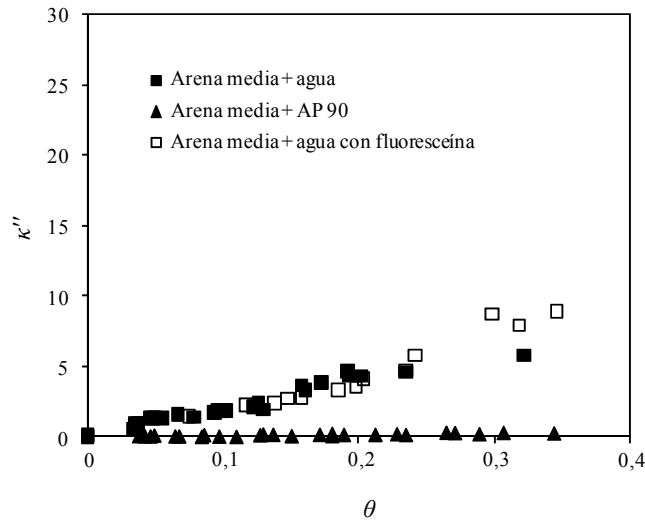 30
Arena media+ agua
25
Arena media+ AP 90
Arena media+ agua con fluoresceína
20
κ''
15
10
5
0
0
0,1
0,2
0,3
0,4
θ